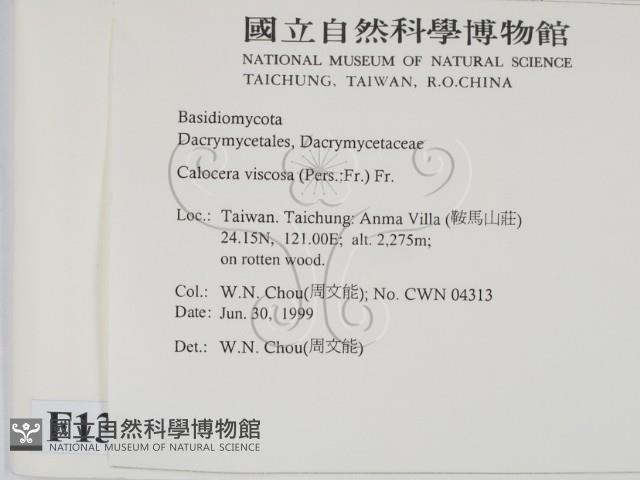 國立自然科學博物館
NATIONAL MUSEUM OF NATURAL SCIENCE
TAICHUNG, TAIWAN, R.O.CHINA
Basidiomycota
Dacrymycetales, Dacrymycetaceae
Calocera viscosa (Pers.:Fr.) Fr.
Loc.: Taiwan. Taichung: Anma Villa (鞍馬山莊)
24.15N, 121.00E; alt. 2,275m;
on rotten wood.
Col.: W.N. Chou(周文能); No. CWN 04313
Date: Jun. 30, 1999
Det.: W.N. Chou(周文能)
F13
國立自然科學博物館
NATIONAL MUSEUM OF NATURAL SCIENCE